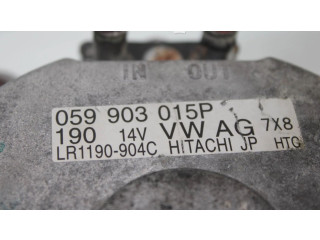 IN OUT
059 903 015P
190 14V VW AG 7X8
LR1190-904C HITACHI JP HTG